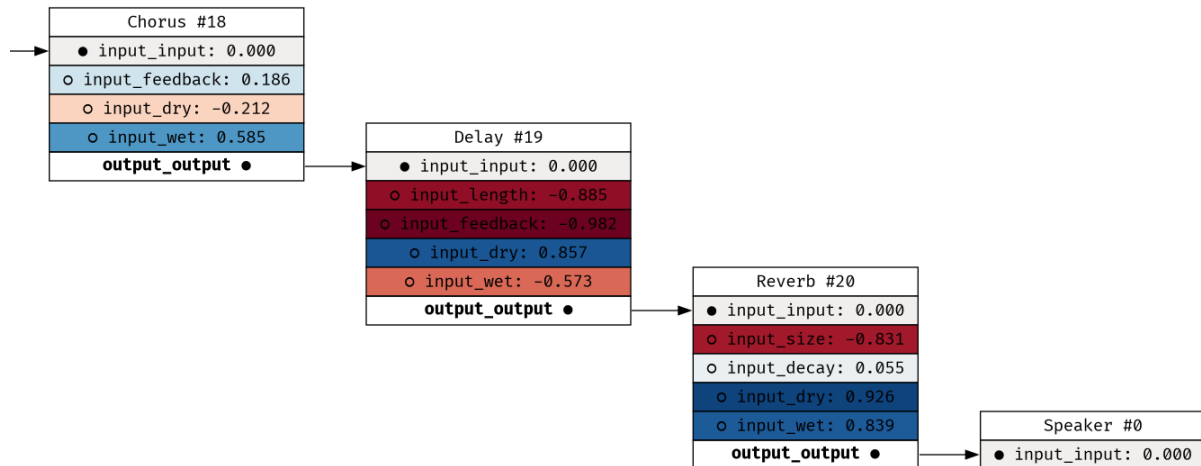 Chorus #18
● input_input: 0.000
○ input_feedback: 0.186
○ input_dry: -0.212
○ input_wet: 0.585
output_output ●
Delay #19
● input_input: 0.000
○ input_length: -0.885
○ input_feedback: -0.982
○ input_dry: 0.857
○ input_wet: -0.573
output_output ●
Reverb #20
● input_input: 0.000
○ input_size: -0.831
○ input_decay: 0.055
○ input_dry: 0.926
○ input_wet: 0.839
output_output ●
Speaker #0
● input_input: 0.000